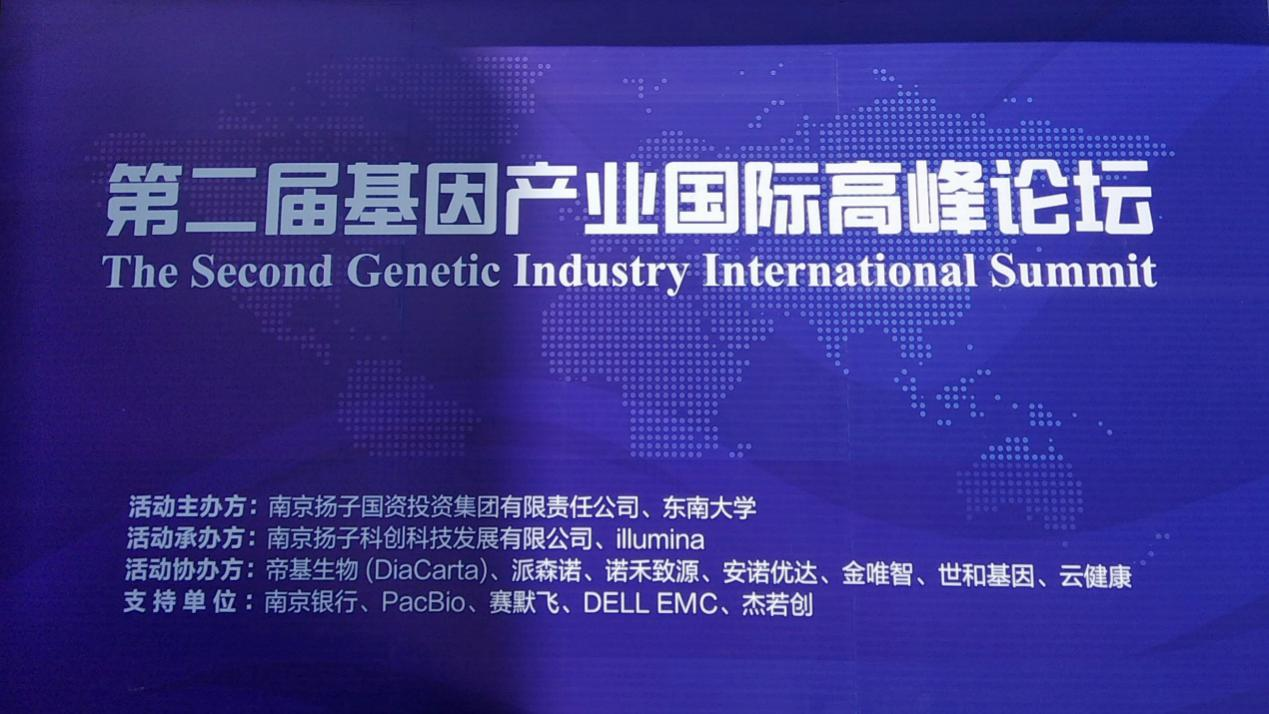 第二届基因产业国际高峰论坛
The Second Genetic Industry International Summit
活动主办方：南京扬子国资投资集团有限责任公司、东南大学
活动承办方：南京扬子科创科技发展有限公司、illumina
活动协办方：帝基生物 (DiaCarta)、派森诺、诺禾致源、安诺优达、金唯智、世和基因、云健康
支持单位：南京银行、PacBio、赛默飞、DELL EMC、杰若创